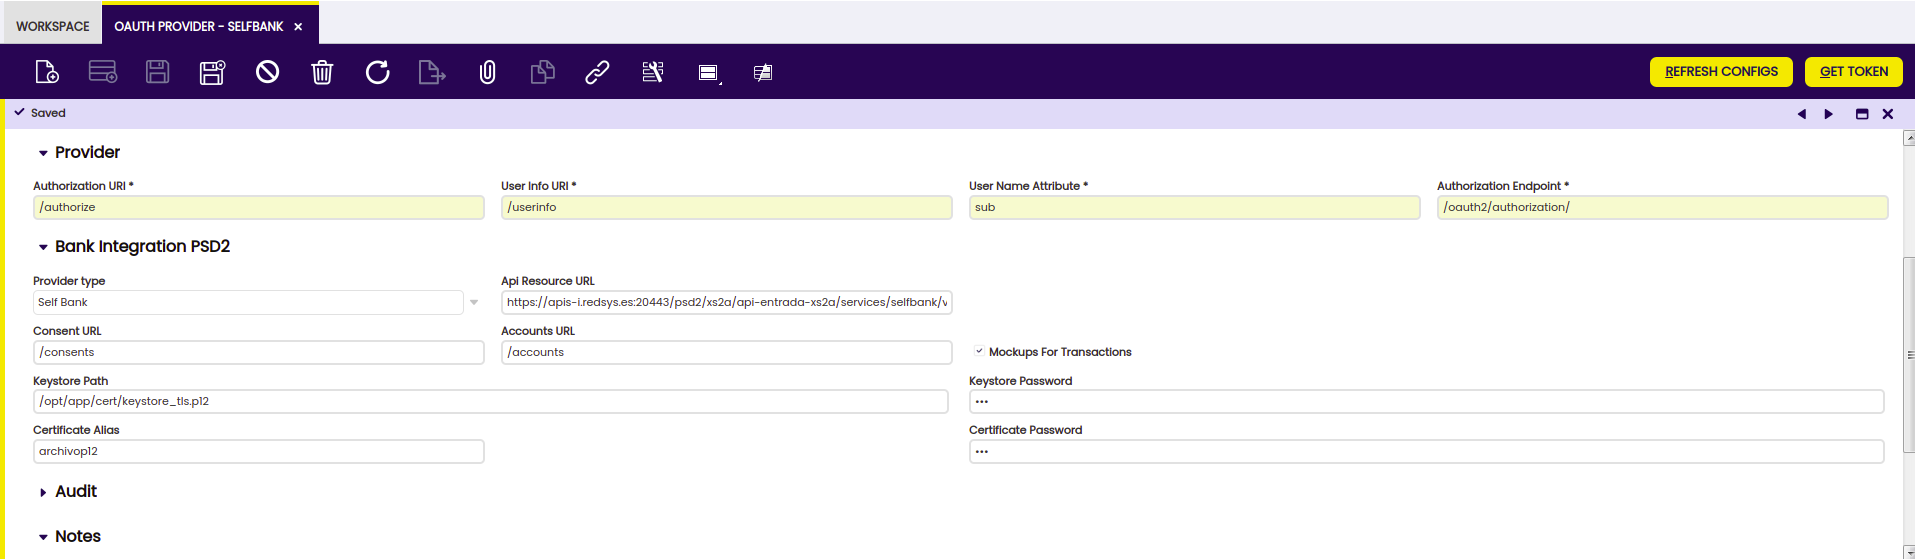 WORKSPACE OAUTH PROVIDER - SELFBANK
REFRESH CONFIGS GET TOKEN
Saved
Provider
Authorization URI * User Info URI * User Name Attribute * Authorization Endpoint *
/authorize /userinfo sub /oauth2/authorization/
Bank Integration PSD2
Provider type Api Resource URL
Self Bank https://apis-i.redsys.es:20443/psd2/xs2a/api-entrada-xs2a/services/selfbank/v
Consent URL Accounts URL
/consents /accounts Mockups For Transactions
Keystore Path Keystore Password
/opt/app/cert/keystore_tls.p12 •••
Certificate Alias Certificate Password
archivop12 •••
Audit
Notes